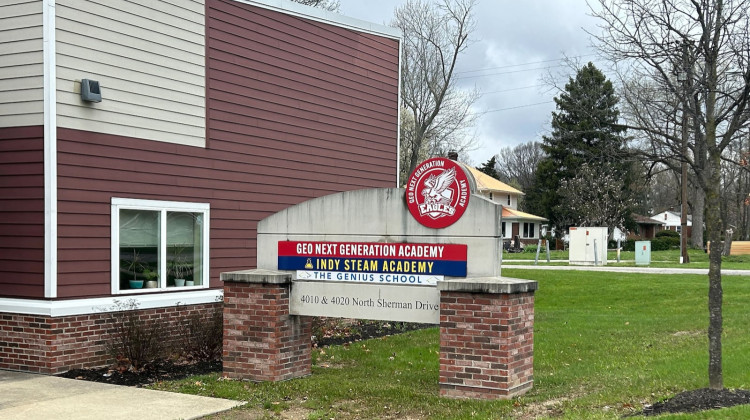 GEO NEXT GENERATION
EAGLES
ACADEMY
GEO NEXT GENERATION ACADEMY
INDY STEAM ACADEMY
THE GENIUS SCHOOL
4010 & 4020 North Sherman Drive